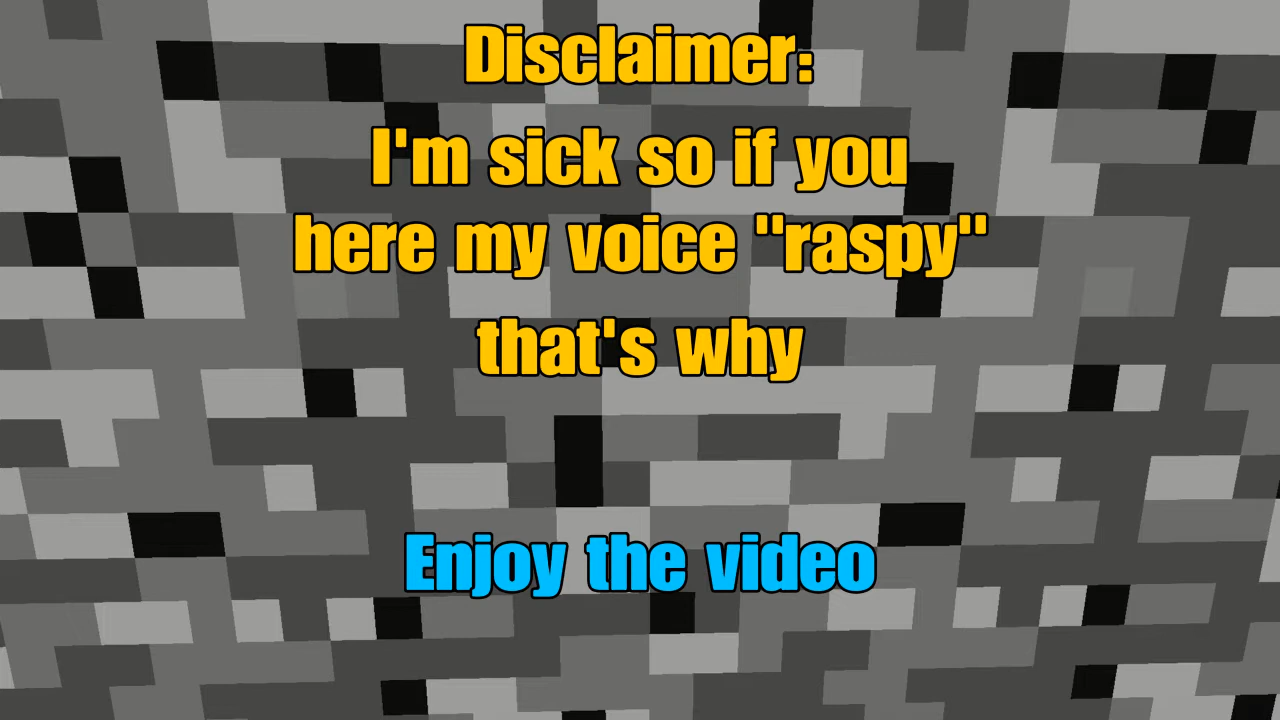 Disclaimer:
I'm sick so if you
here my voice "raspy"
that's why
Enjoy the video